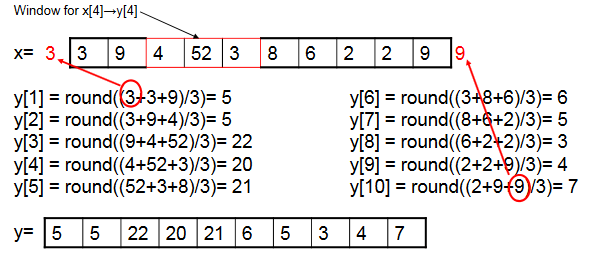 Window for x[4]→y[4]
x= 3 3 9 4 52 3 8 6 2 2 9 9
y[1] = round((3+3+9)/3)= 5
y[2] = round((3+9+4)/3)= 5
y[3] = round((9+4+52)/3)= 22
y[4] = round((4+52+3)/3)= 20
y[5] = round((52+3+8)/3)= 21
y[6] = round((3+8+6)/3)= 6
y[7] = round((8+6+2)/3)= 5
y[8] = round((6+2+2)/3)= 3
y[9] = round((2+2+9)/3)= 4
y[10] = round((2+9+9)/3)= 7
y= 5 5 22 20 21 6 5 3 4 7